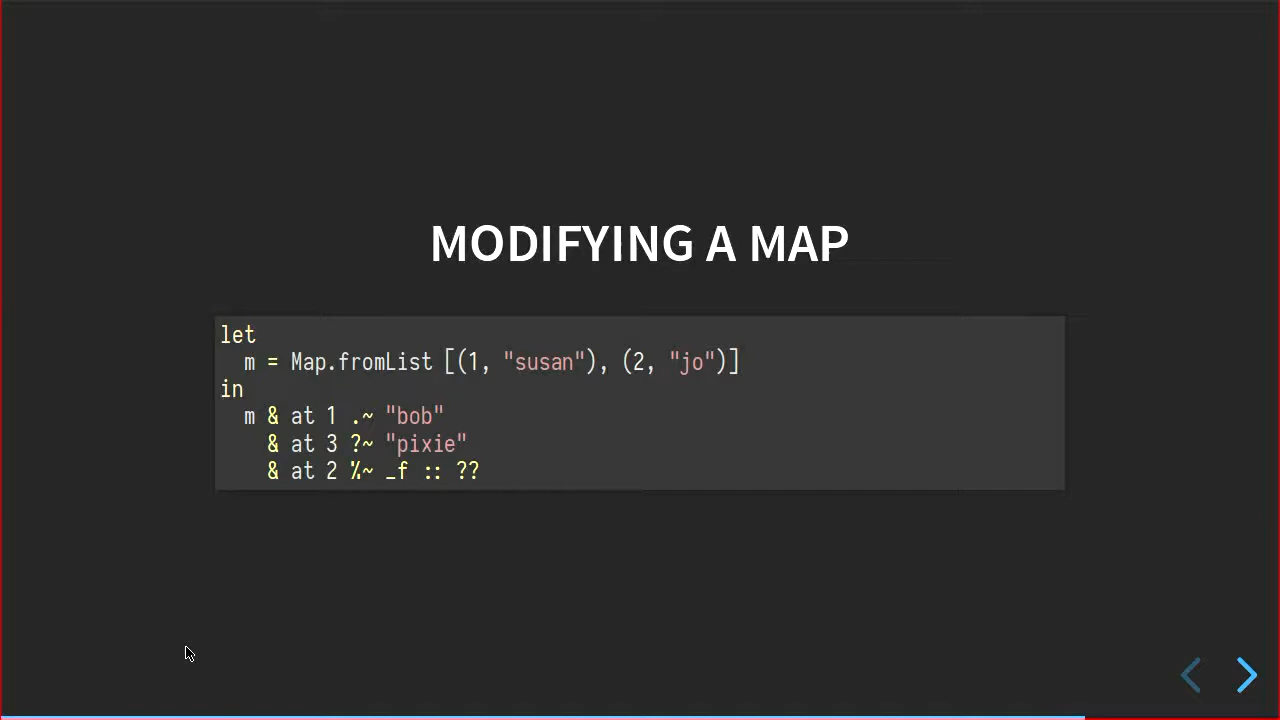 MODIFYING A MAP
let
  m = Map.fromList [(1, "susan"), (2, "jo")]
in
  m & at 1 .~ "bob"
    & at 3 ?~ "pixie"
    & at 2 %~ _f :: ??